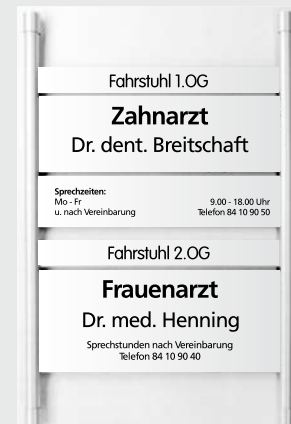 Fahrstuhl 1.OG
Zahnarzt
Dr. dent. Breitschaft
Sprechzeiten:
Mo - Fr 9.00 - 18.00 Uhr
u. nach Vereinbarung Telefon 84 10 90 50
Fahrstuhl 2.OG
Frauenarzt
Dr. med. Henning
Sprechstunden nach Vereinbarung
Telefon 84 10 90 40